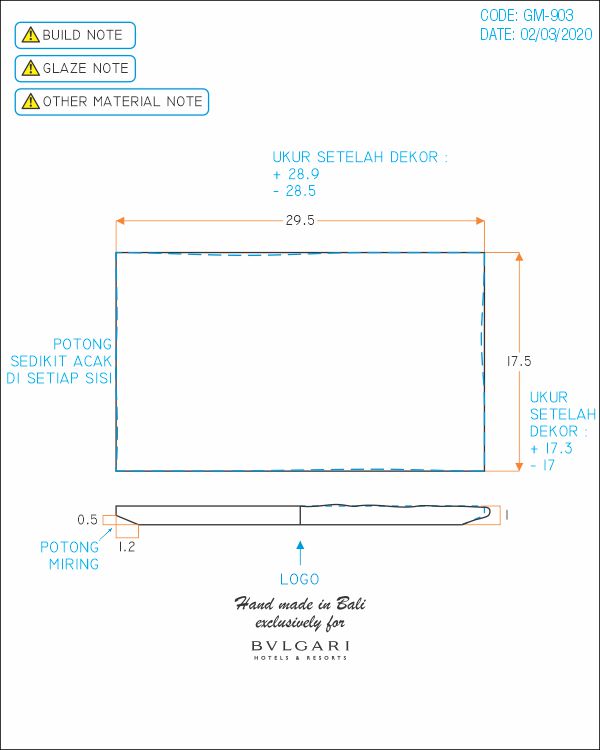 CODE: GM-903
DATE: 02/03/2020
BUILD NOTE
GLAZE NOTE
OTHER MATERIAL NOTE
UKUR SETELAH DEKOR :
+ 28.9
- 28.5
29.5
POTONG
SEDIKIT ACAK
DI SETIAP SISI
17.5
UKUR
SETELAH
DEKOR :
+ 17.3
- 17
0.5
1.2
1
POTONG
MIRING
LOGO
Hand made in Bali
exclusively for
BVLGARI
HOTELS & RESORTS